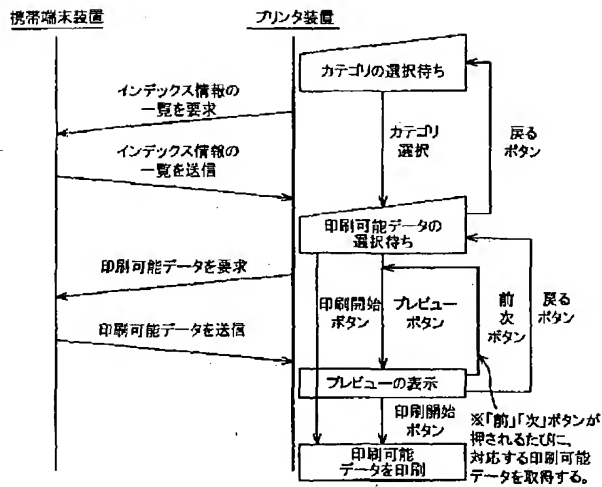 携帯端末装置
プリンタ装置
カテゴリの選択待ち
インデックス情報の
一覧を要求
カテゴリ
選択
戻る
ボタン
インデックス情報の
一覧を送信
印刷可能データの
選択待ち
印刷可能データを要求
印刷開始
ボタン
プレビュー
ボタン
前
次
ボタン
戻る
ボタン
印刷可能データを送信
プレビューの表示
印刷開始
ボタン
※「前」「次」ボタンが
押されるたびに、
対応する印刷可能
データを取得する。
印刷可能
データを印刷